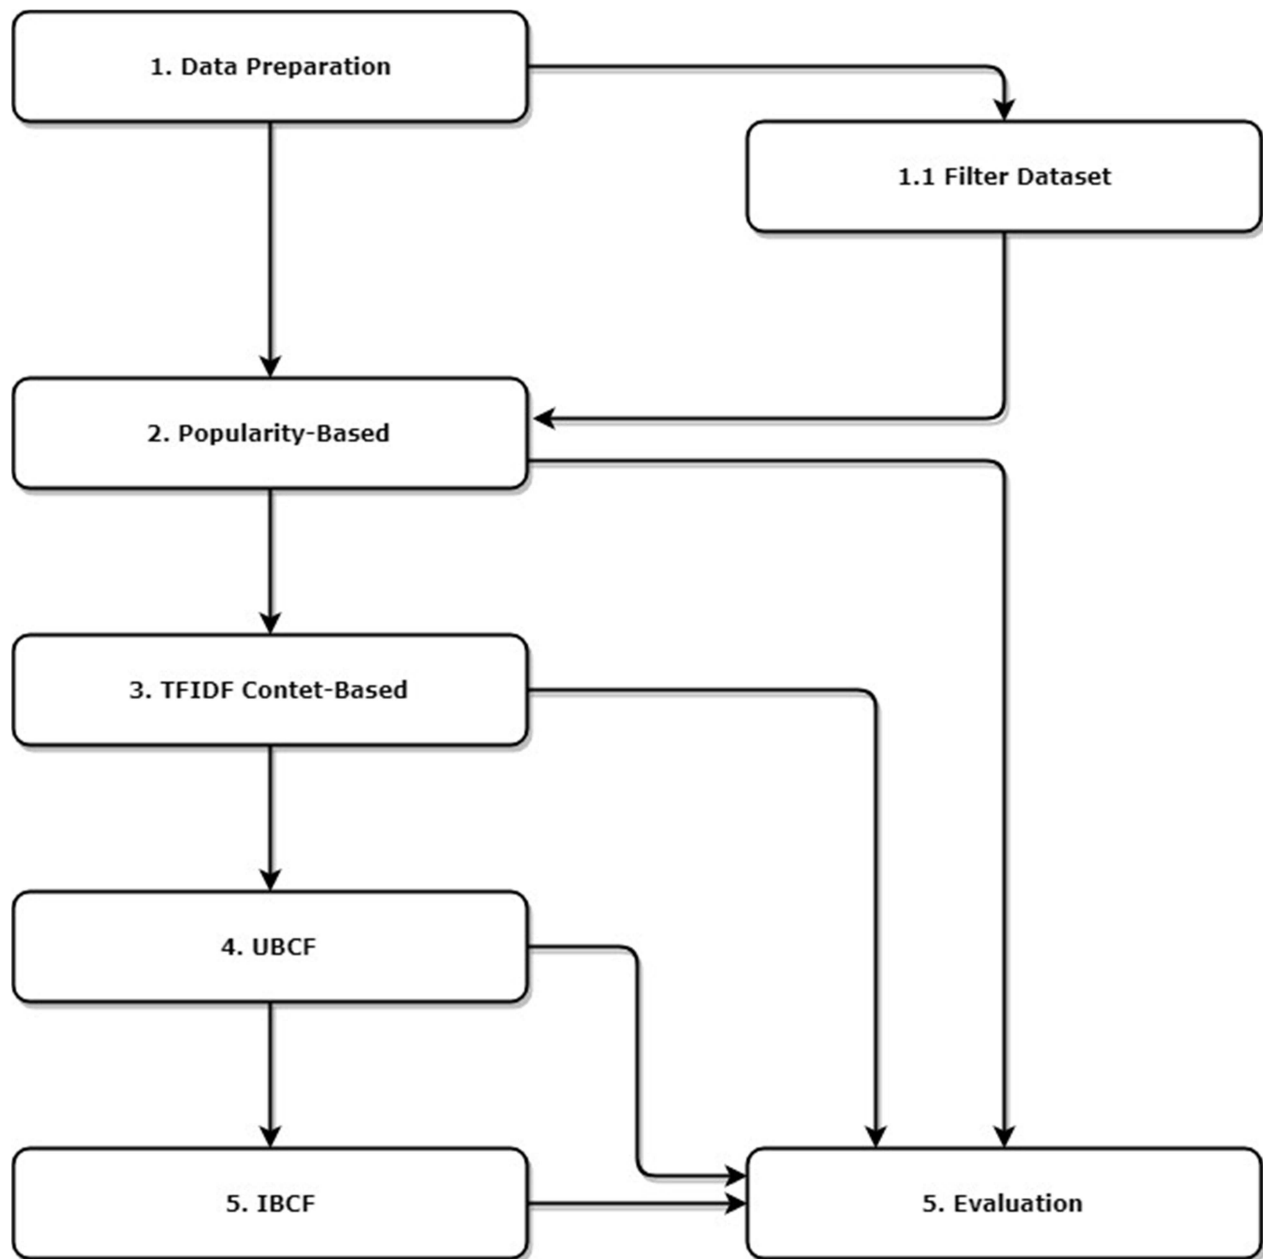 1. Data Preparation
1.1 Filter Dataset
2. Popularity-Based
3. TFIDF Contet-Based
4. UBCF
5. IBCF
5. Evaluation